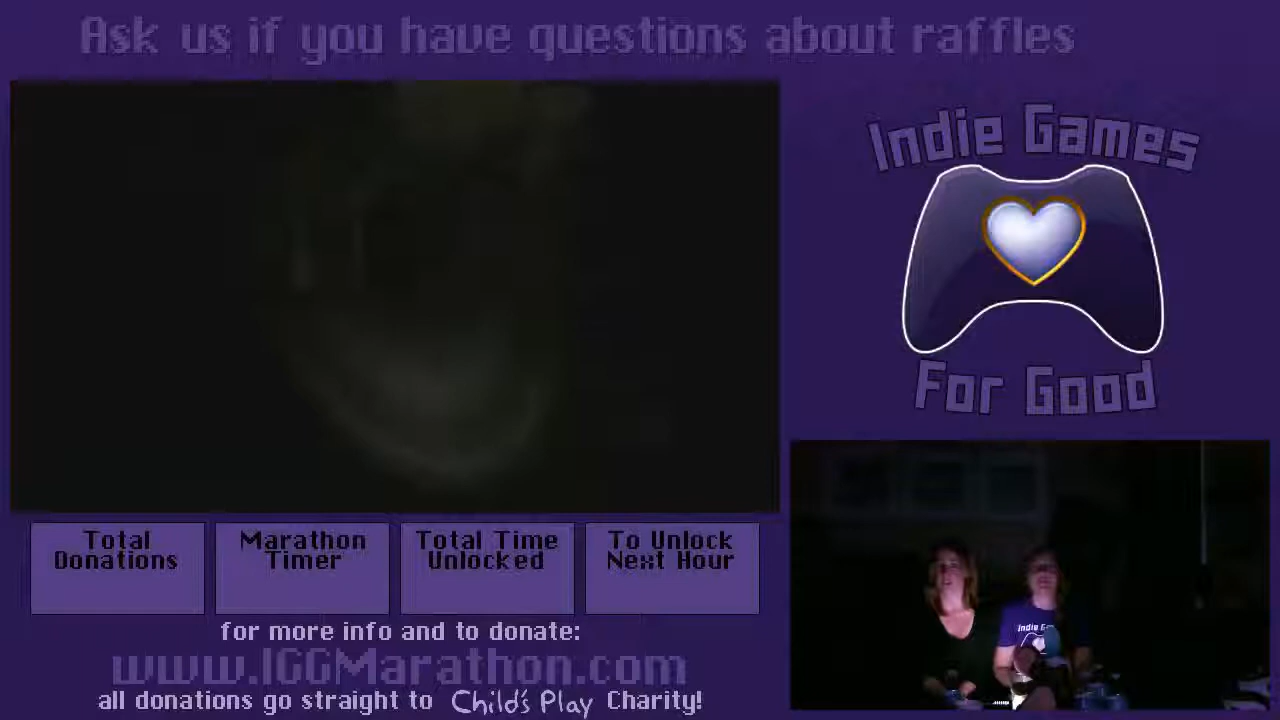 Ask us if you have questions about raffles
Indie Games
For Good
Total Donations
Marathon Timer
Total Time Unlocked
To Unlock Next Hour
for more info and to donate:
www.IGGMarathon.com
all donations go straight to Child's Play Charity!